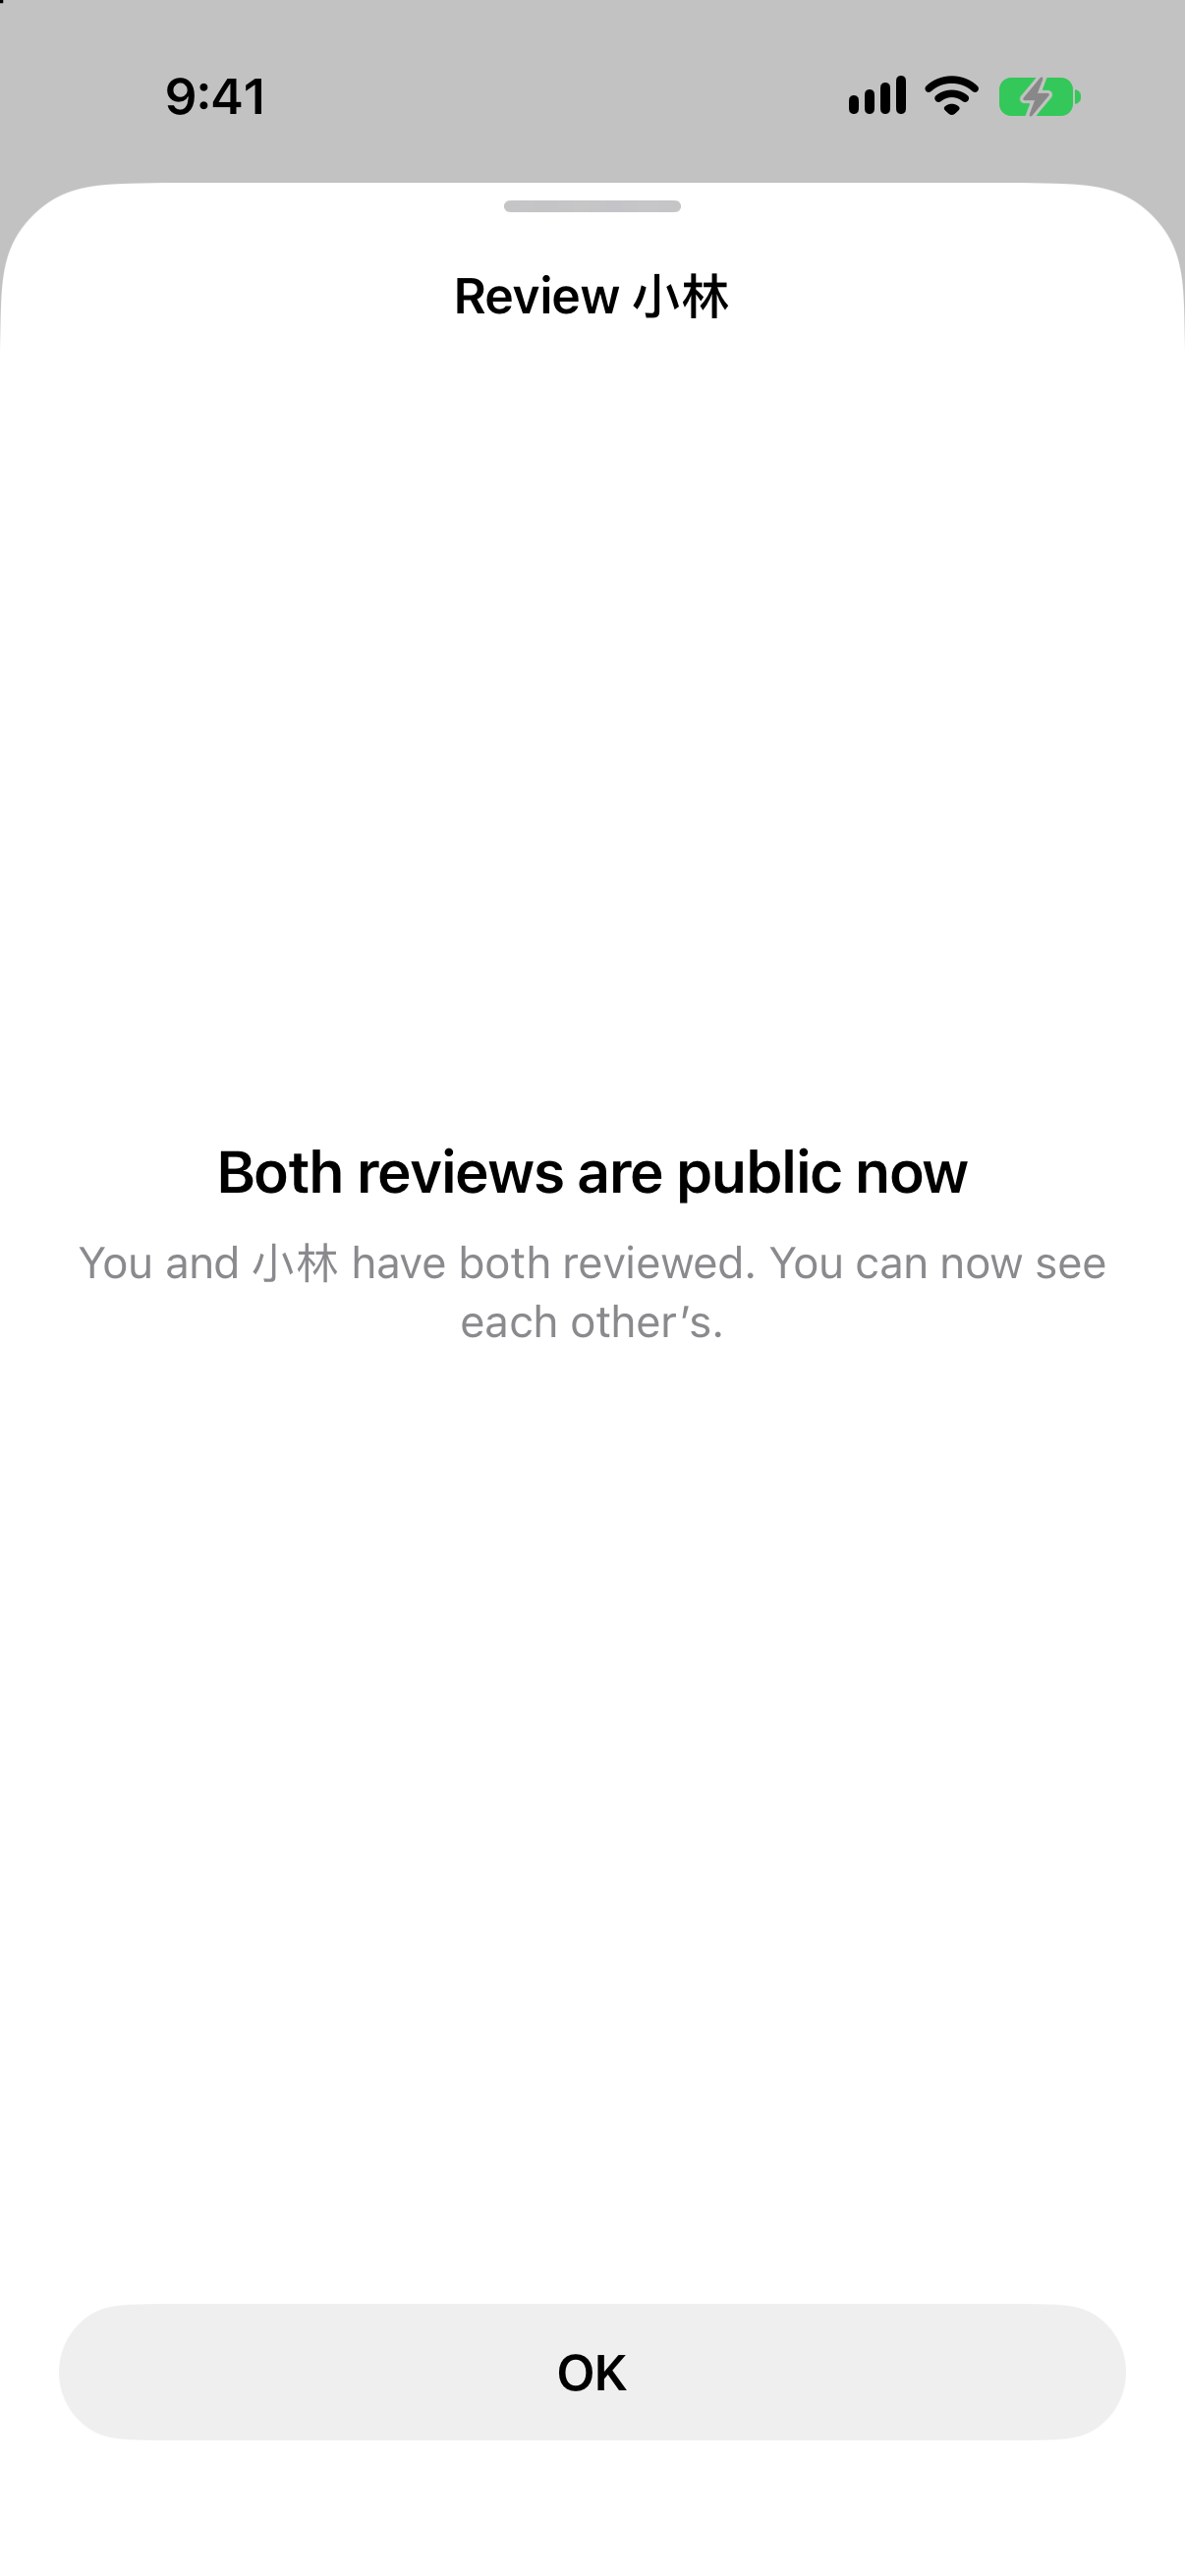 9:41
Review 小林
Both reviews are public now
You and 小林 have both reviewed. You can now see
each other’s.
OK